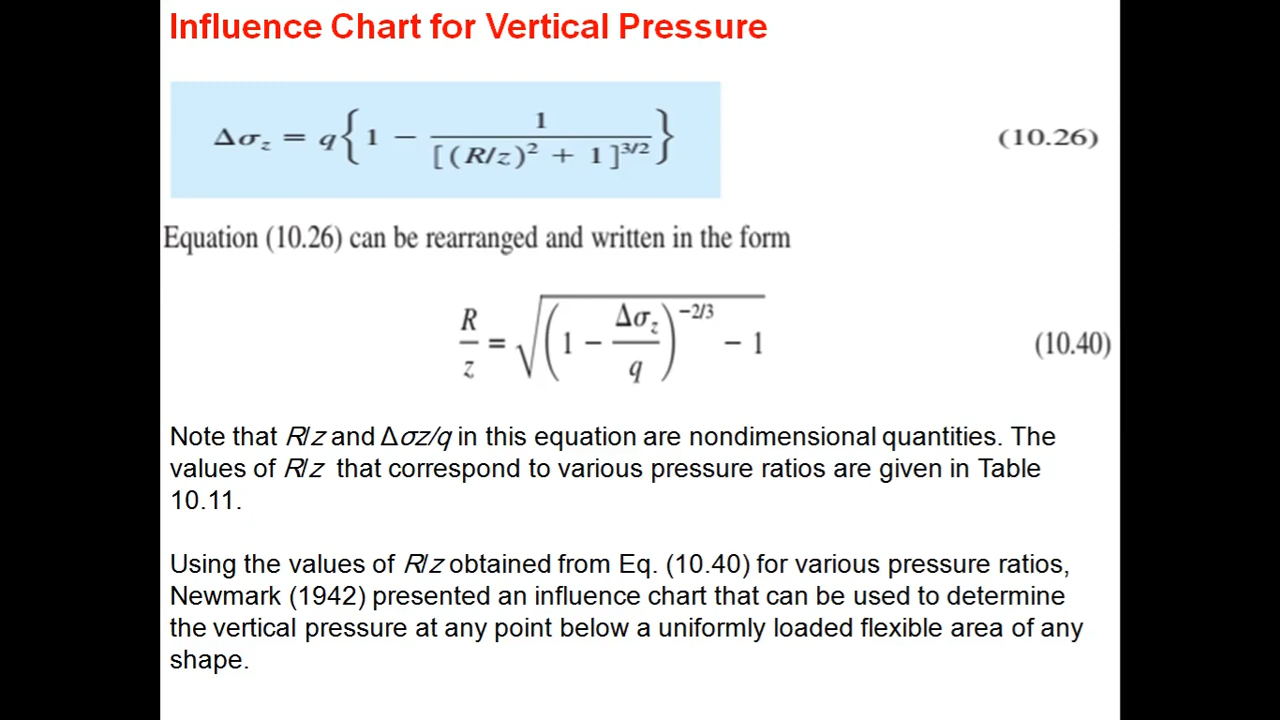 Influence Chart for Vertical Pressure
Δσz = q{1 − 1/[(R/z)² + 1]^3/2} (10.26)
Equation (10.26) can be rearranged and written in the form
R/z = √((1 − Δσz/q)^−2/3 − 1) (10.40)
Note that R/z and Δσz/q in this equation are nondimensional quantities. The
values of R/z that correspond to various pressure ratios are given in Table
10.11.
Using the values of R/z obtained from Eq. (10.40) for various pressure ratios,
Newmark (1942) presented an influence chart that can be used to determine
the vertical pressure at any point below a uniformly loaded flexible area of any
shape.